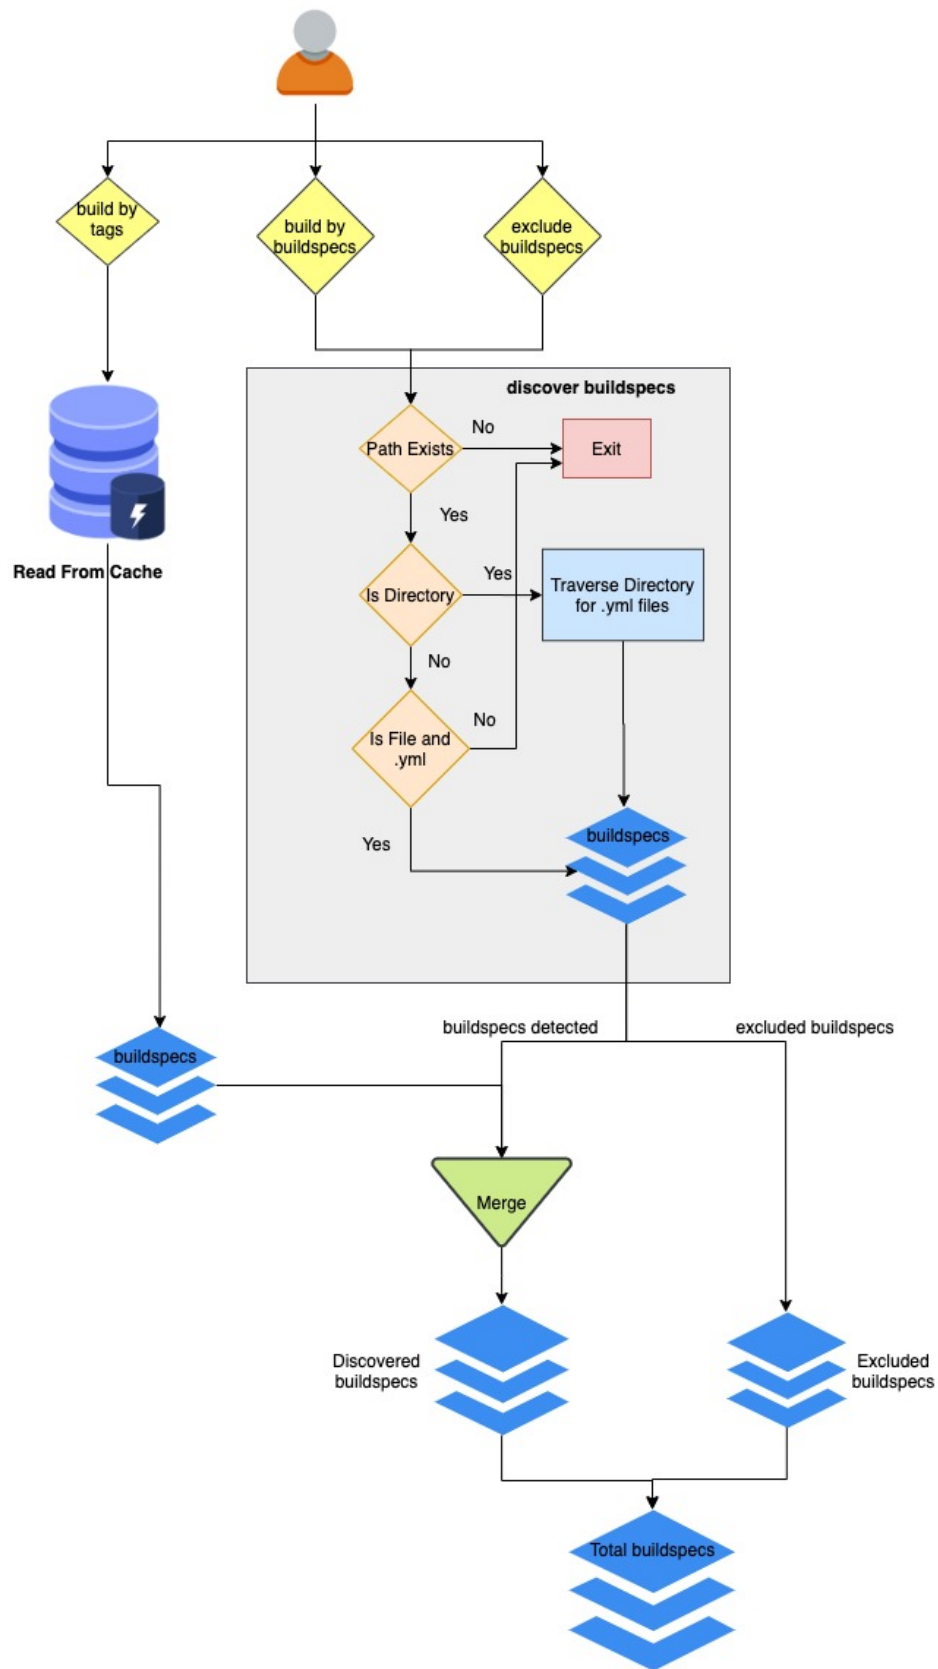 build by
tags
build by
buildspecs
exclude
buildspecs
discover buildspecs
Path Exists
No
Exit
Yes
Is Directory
Yes
Traverse Directory
for .yml files
Read From Cache
No
Is File and
.yml
No
Yes
buildspecs
buildspecs detected
excluded buildspecs
buildspecs
Merge
Discovered
buildspecs
Excluded
buildspecs
Total buildspecs